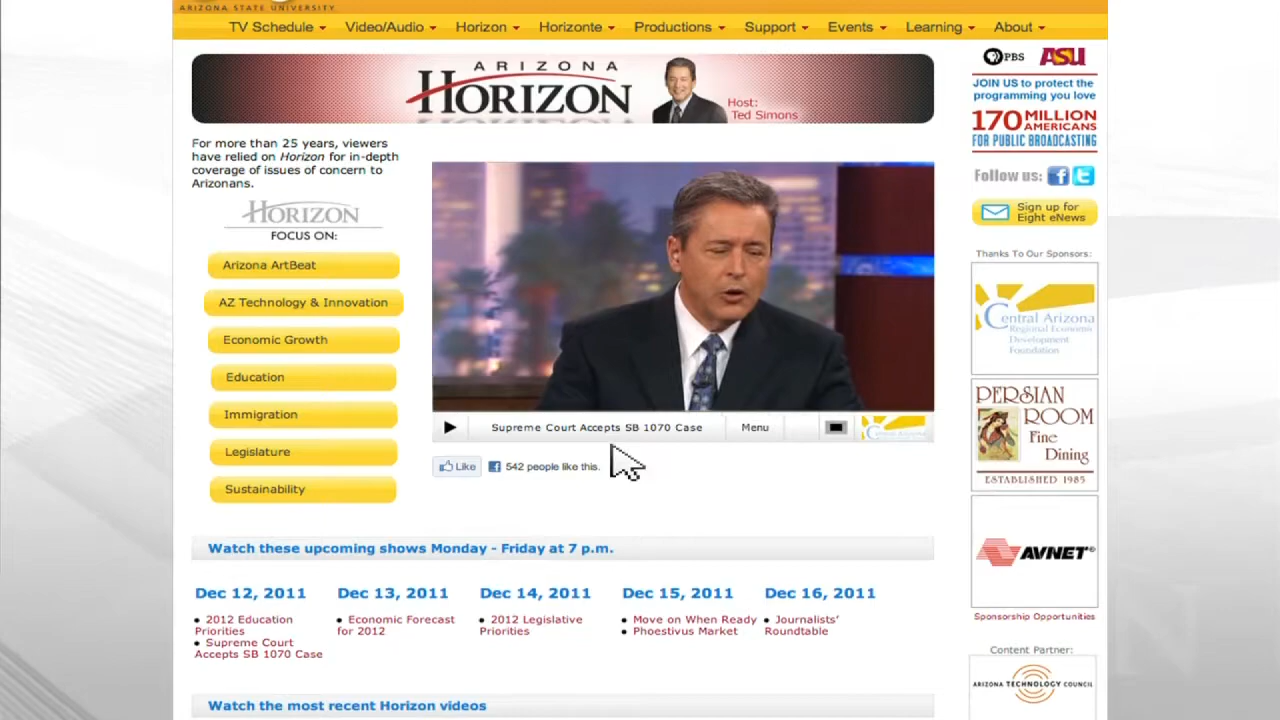 ARIZONA STATE UNIVERSITY
TV Schedule Video/Audio Horizon Horizonte Productions Support Events Learning About
PBS ASU
ARIZONA
HORIZON
Host:
Ted Simons
JOIN US to protect the
programming you love
170 MILLION
AMERICANS
FOR PUBLIC BROADCASTING
Follow us:
Sign up for
Eight eNews
For more than 25 years, viewers
have relied on Horizon for in-depth
coverage of issues of concern to
Arizonans.
HORIZON
FOCUS ON:
Arizona ArtBeat
AZ Technology & Innovation
Economic Growth
Education
Immigration
Legislature
Sustainability
Supreme Court Accepts SB 1070 Case Menu
Like 542 people like this.
Thanks To Our Sponsors:
Central Arizona
Regional Economic
Development
Foundation
PERSIAN
ROOM
Fine
Dining
ESTABLISHED 1985
AVNET
Sponsorship Opportunities
Content Partner:
ARIZONA TECHNOLOGY COUNCIL
Watch these upcoming shows Monday - Friday at 7 p.m.
Dec 12, 2011
2012 Education
Priorities
Supreme Court
Accepts SB 1070 Case
Dec 13, 2011
Economic Forecast
for 2012
Dec 14, 2011
2012 Legislative
Priorities
Dec 15, 2011
Move on When Ready
Phoestivus Market
Dec 16, 2011
Journalists'
Roundtable
Watch the most recent Horizon videos